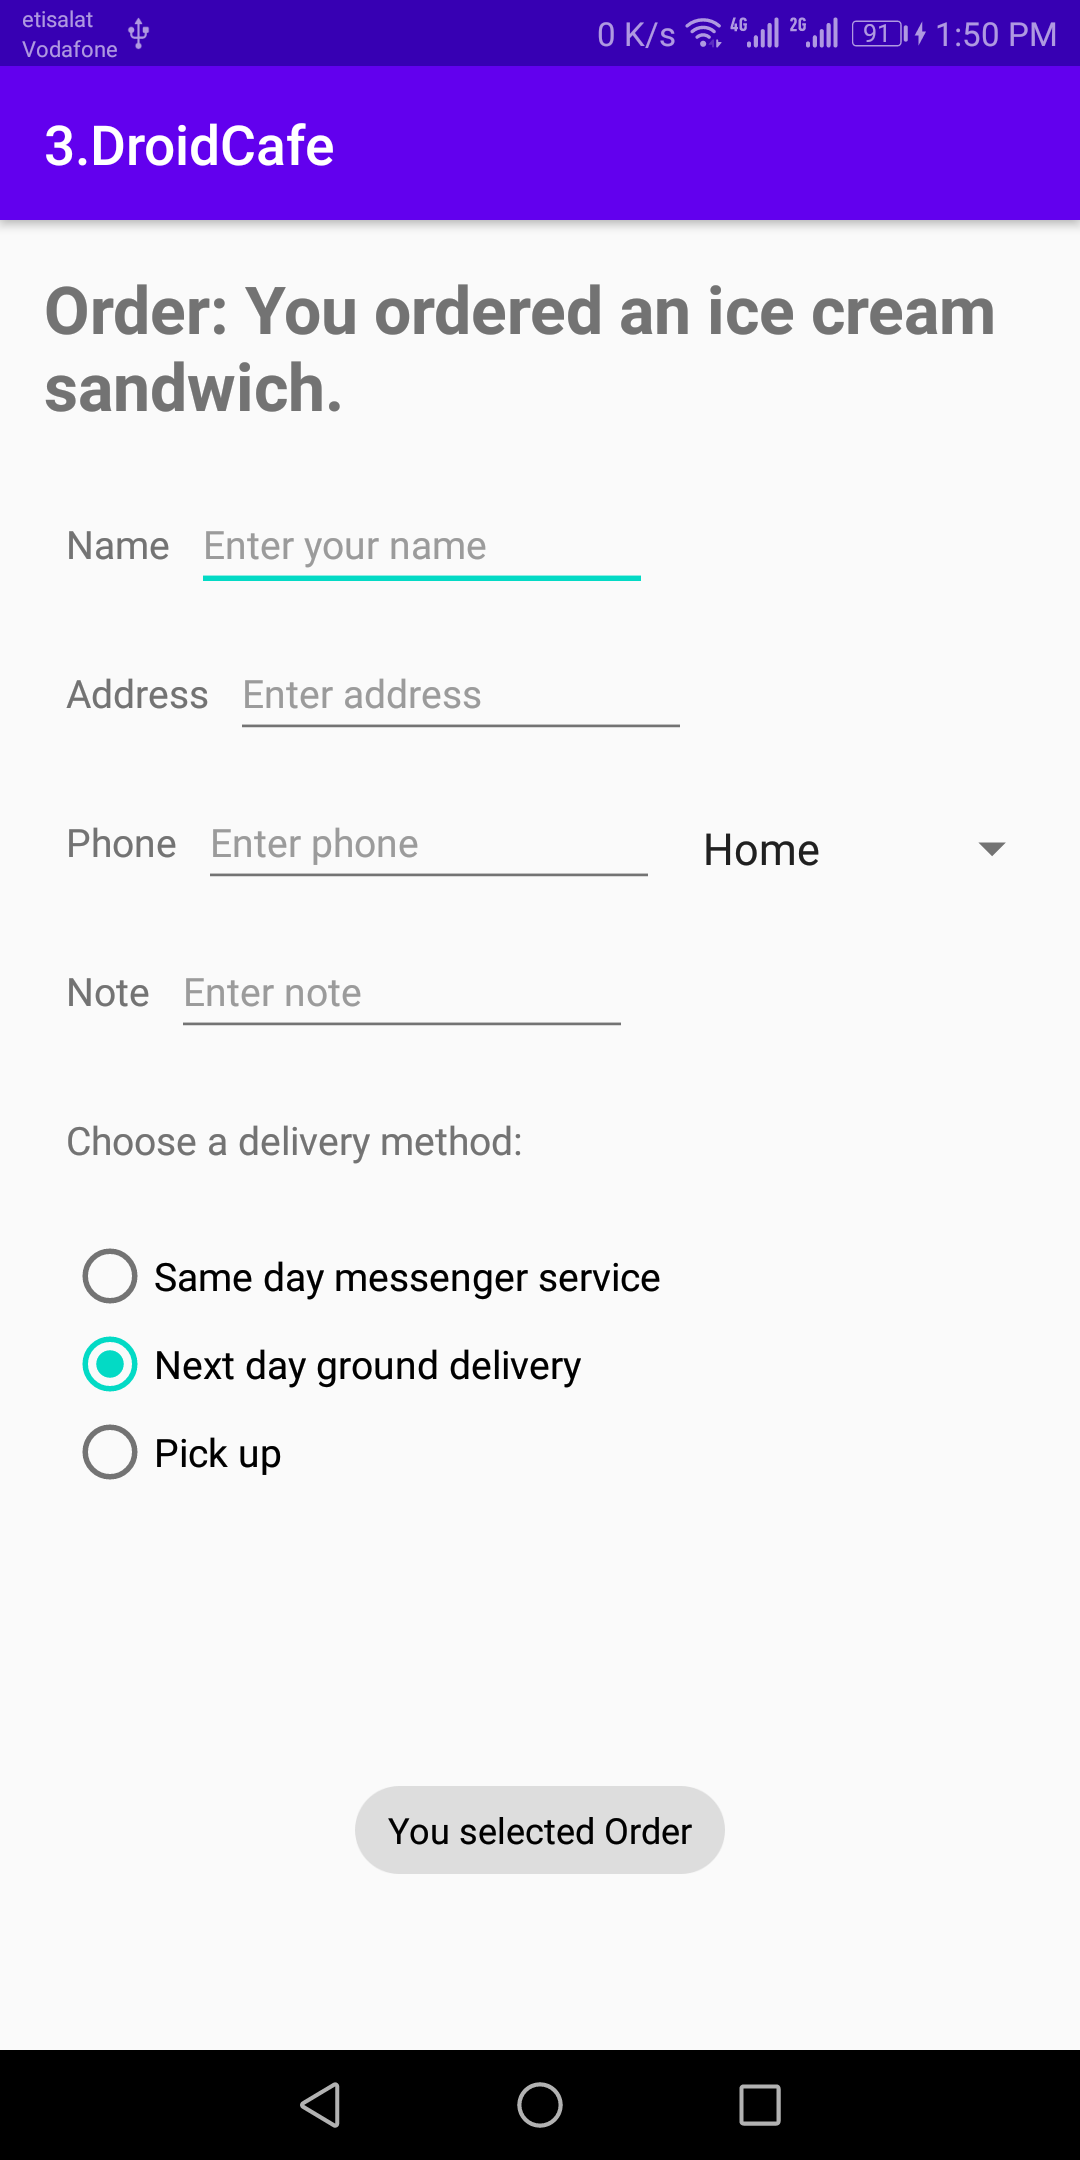 etisalat
Vodafone
0 K/s 4G 2G 91 1:50 PM
3.DroidCafe
Order: You ordered an ice cream
sandwich.
Name Enter your name
Address Enter address
Phone Enter phone Home
Note Enter note
Choose a delivery method:
Same day messenger service
Next day ground delivery
Pick up
You selected Order